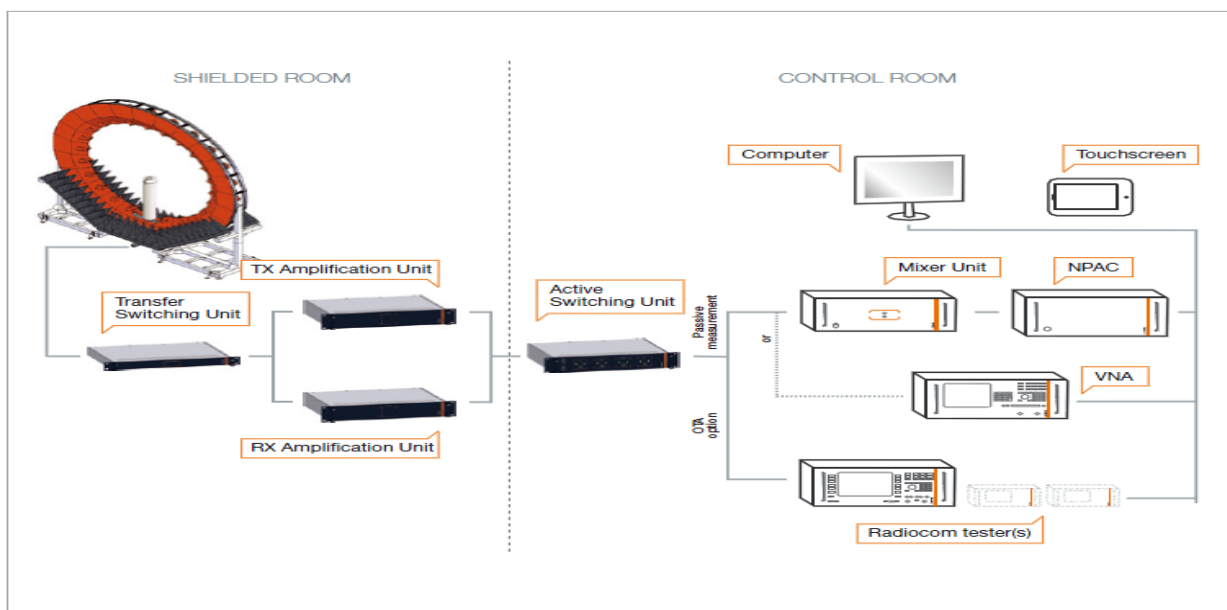 SHIELDED ROOM
CONTROL ROOM
Computer
Touchscreen
TX Amplification Unit
Mixer Unit
NPAC
Transfer
Switching Unit
Active
Switching Unit
Passive
measurement
or
VNA
OTA
option
RX Amplification Unit
Radiocom tester(s)